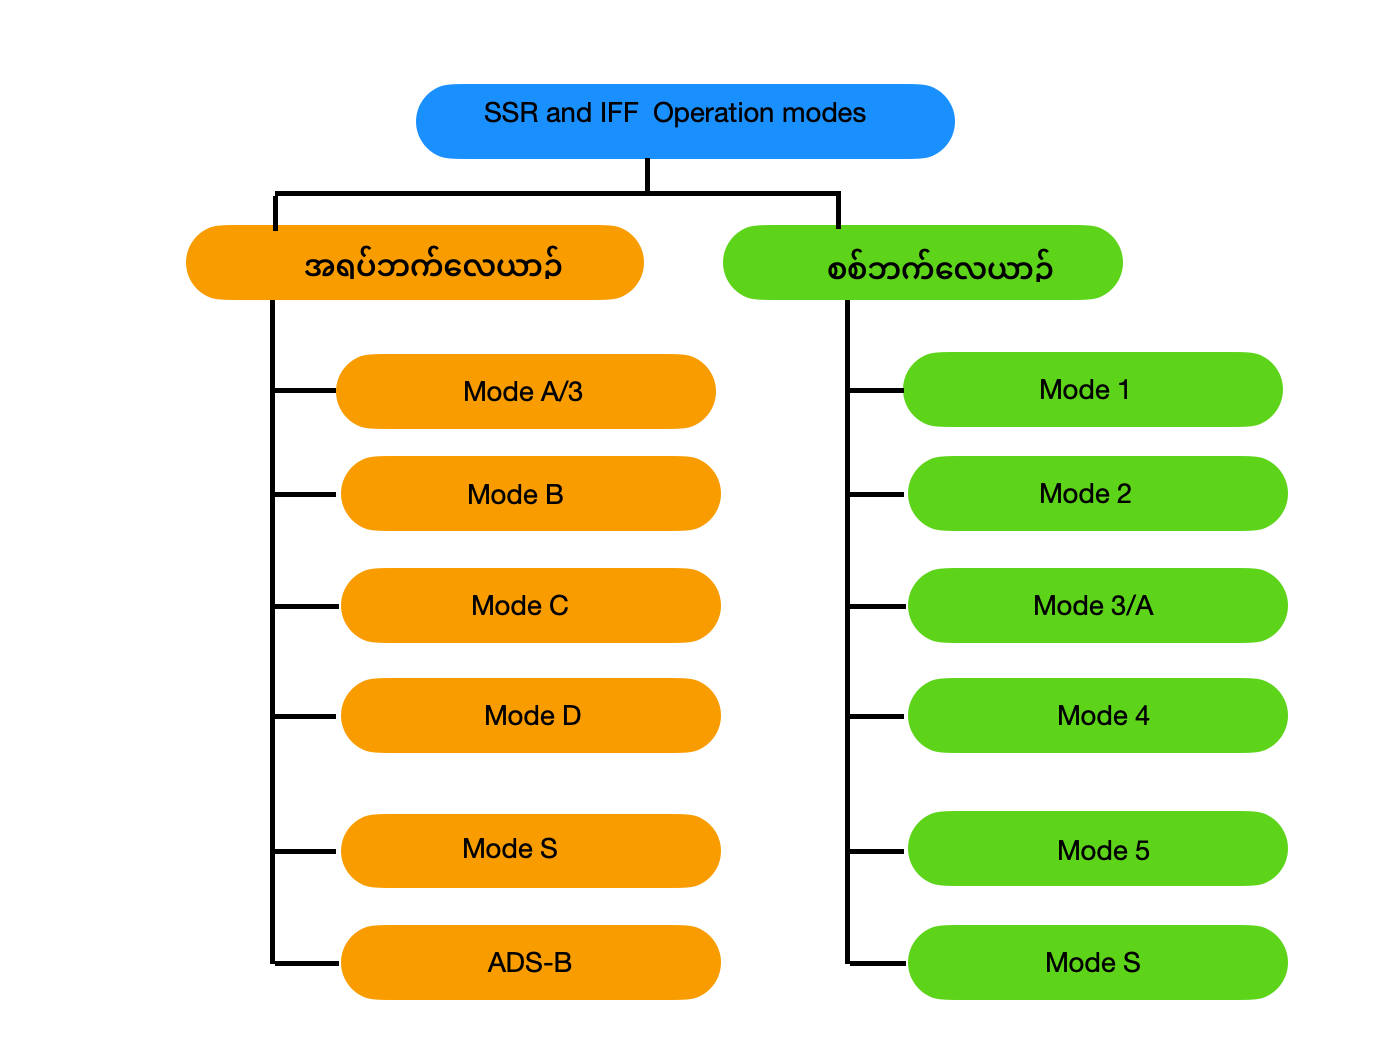 SSR and IFF Operation modes
အရပ်ဘက်လေယာဉ်
စစ်ဘက်လေယာဉ်
Mode A/3
Mode B
Mode C
Mode D
Mode S
ADS-B
Mode 1
Mode 2
Mode 3/A
Mode 4
Mode 5
Mode S